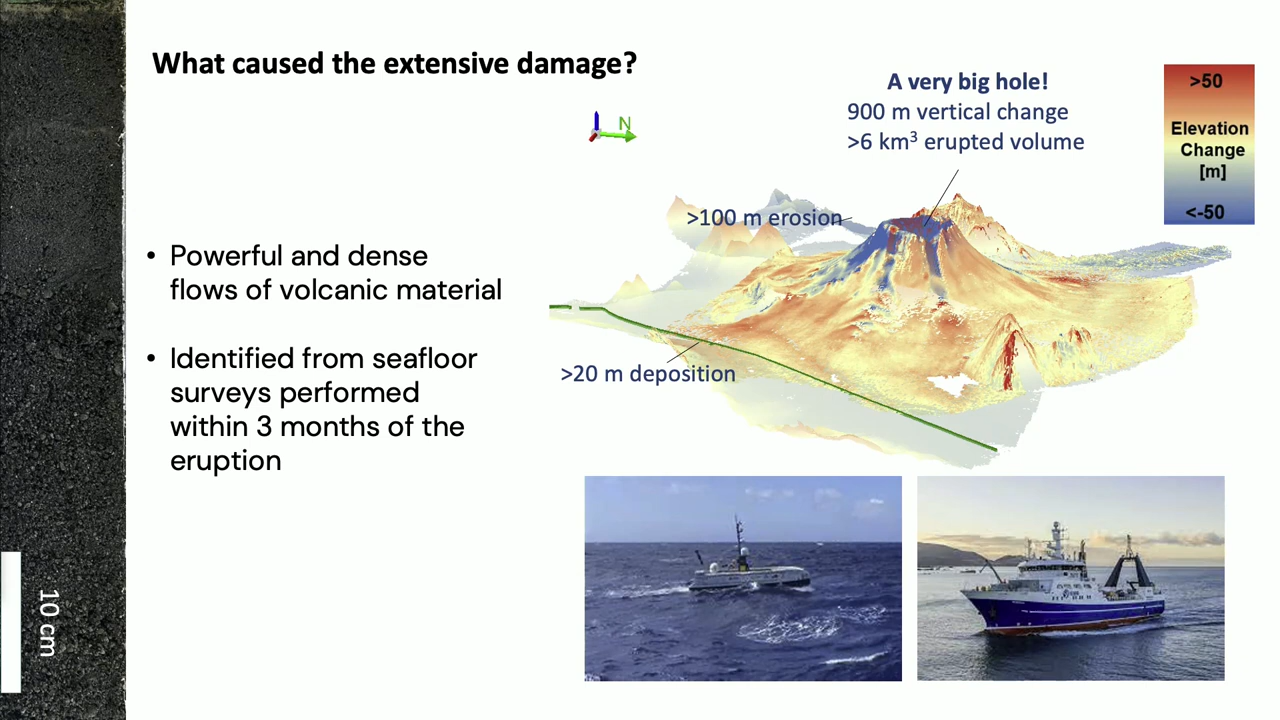 What caused the extensive damage?
A very big hole!
900 m vertical change
>6 km³ erupted volume
>50
Elevation
Change
[m]
<-50
N
>100 m erosion
• Powerful and dense
flows of volcanic material
• Identified from seafloor
surveys performed
within 3 months of the
eruption
>20 m deposition
10 cm